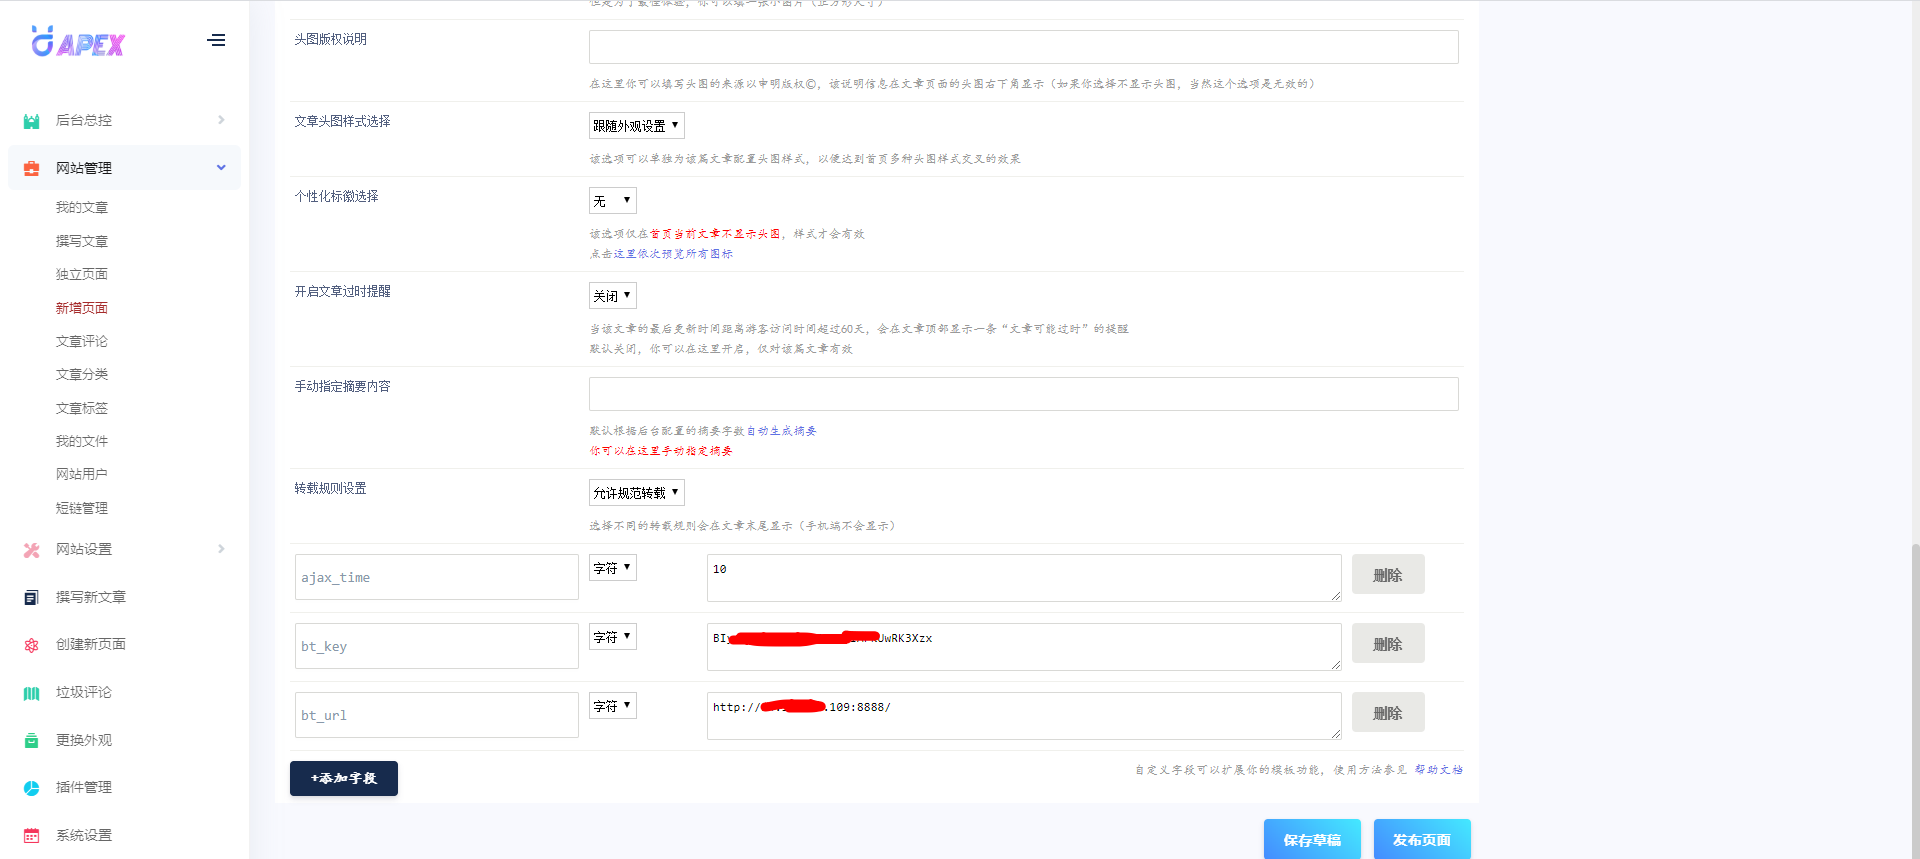 APEX
后台总控
网站管理
我的文章
撰写文章
独立页面
新增页面
文章评论
文章分类
文章标签
我的文件
网站用户
短链管理
网站设置
撰写新文章
创建新页面
垃圾评论
更换外观
插件管理
系统设置
但是为了最佳体验，你可以填一张小图片（正方形尺寸）
头图版权说明
在这里你可以填写头图的来源以申明版权©，该说明信息在文章页面的头图右下角显示（如果你选择不显示头图，当然这个选项是无效的）
文章头图样式选择
跟随外观设置
该选项可以单独为该篇文章配置头图样式，以便达到首页多种头图样式交叉的效果
个性化标徽选择
无
该选项仅在首页当前文章不显示头图，样式才会有效
点击这里依次预览所有图标
开启文章过时提醒
关闭
当该文章的最后更新时间距离游客访问时间超过60天，会在文章顶部显示一条“文章可能过时”的提醒
默认关闭，你可以在这里开启，仅对该篇文章有效
手动指定摘要内容
默认根据后台配置的摘要字数自动生成摘要
你可以在这里手动指定摘要
转载规则设置
允许规范转载
选择不同的转载规则会在文章末尾显示（手机端不会显示）
ajax_time 字符 10 删除
bt_key 字符 BI UwRK3Xzx 删除
bt_url 字符 http:// .109:8888/ 删除
+添加字段
自定义字段可以扩展你的模板功能，使用方法参见 帮助文档
保存草稿 发布页面